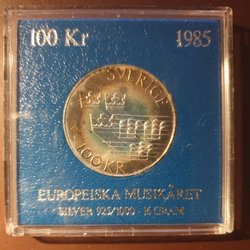 100 Kr 1985
SVERIGE
100 KR
EUROPEISKA MUSIKÅRET
SILVER 925/1000 - 16 GRAM